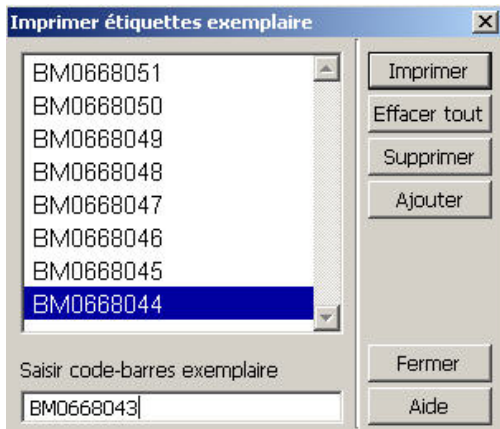 Imprimer étiquettes exemplaire
BM0668051
BM0668050
BM0668049
BM0668048
BM0668047
BM0668046
BM0668045
BM0668044
Saisir code-barres exemplaire
BM0668043
Imprimer
Effacer tout
Supprimer
Ajouter
Fermer
Aide